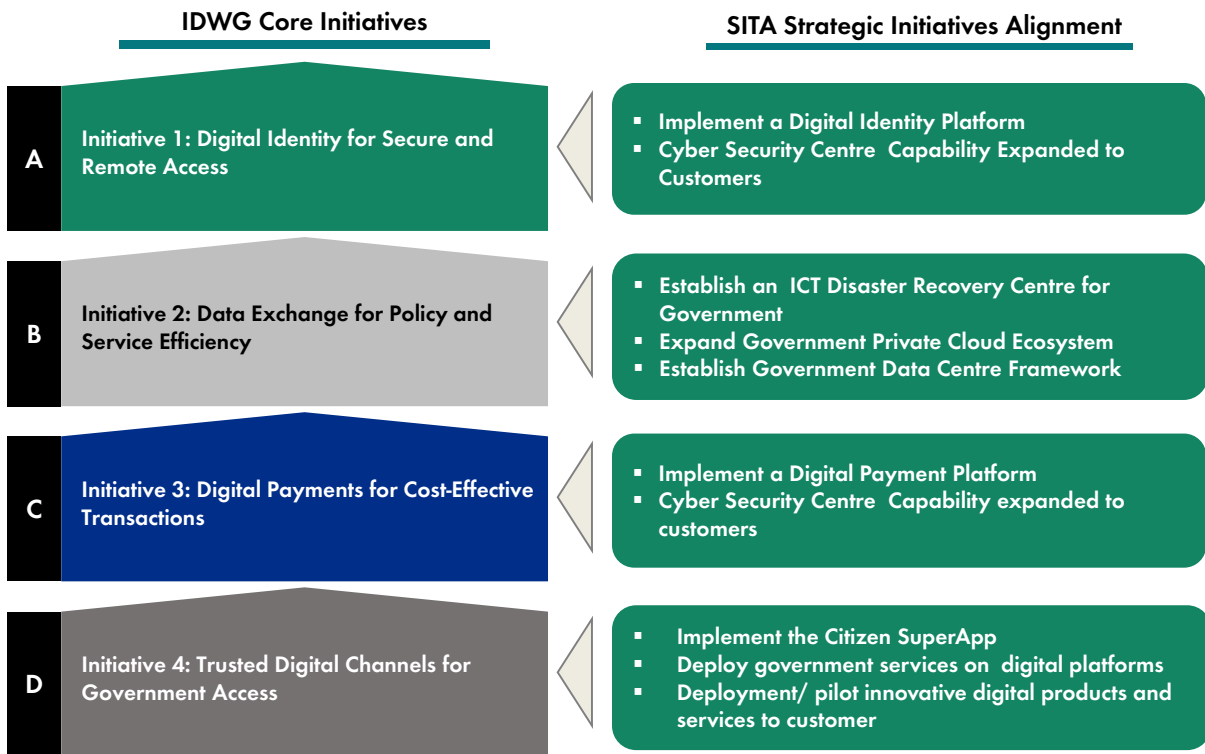 IDWG Core Initiatives
SITA Strategic Initiatives Alignment
A
Initiative 1: Digital Identity for Secure and
Remote Access
▪ Implement a Digital Identity Platform
▪ Cyber Security Centre  Capability Expanded to
Customers
B
Initiative 2: Data Exchange for Policy and
Service Efficiency
▪ Establish an  ICT Disaster Recovery Centre for
Government
▪ Expand Government Private Cloud Ecosystem
▪ Establish Government Data Centre Framework
C
Initiative 3: Digital Payments for Cost-Effective
Transactions
▪ Implement a Digital Payment Platform
▪ Cyber Security Centre  Capability expanded to
customers
D
Initiative 4: Trusted Digital Channels for
Government Access
▪ Implement the Citizen SuperApp
▪ Deploy government services on  digital platforms
▪ Deployment/ pilot innovative digital products and
services to customer